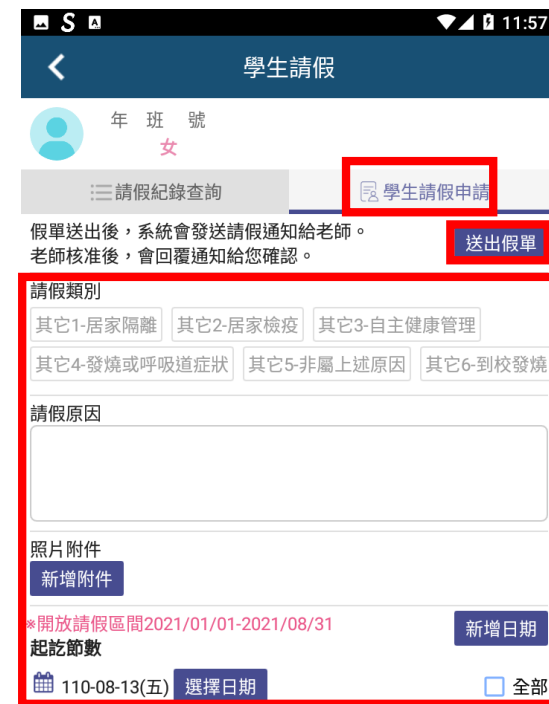 S A 11:57
學生請假
年 班 號
女
請假紀錄查詢 學生請假申請
假單送出後，系統會發送請假通知給老師。
老師核准後，會回覆通知給您確認。
送出假單
請假類別
其它1-居家隔離 其它2-居家檢疫 其它3-自主健康管理
其它4-發燒或呼吸道症狀 其它5-非屬上述原因 其它6-到校發燒
請假原因
照片附件
新增附件
※開放請假區間2021/01/01-2021/08/31 新增日期
起訖節數
110-08-13(五) 選擇日期 全部